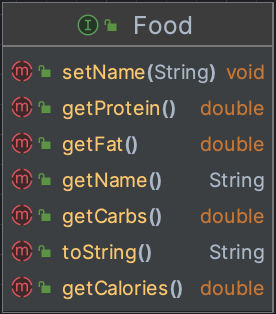 I Food
m setName(String) void
m getProtein() double
m getFat() double
m getName() String
m getCarbs() double
m toString() String
m getCalories() double